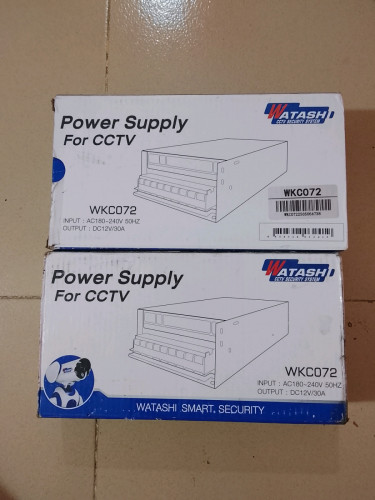 Power Supply
For CCTV
WATASHI
CCTV SECURITY SYSTEM
WKC072
INPUT : AC180~240V 50HZ
OUTPUT : DC12V/30A
WKC072
Power Supply
For CCTV
WATASHI
CCTV SECURITY SYSTEM
WKC072
INPUT : AC180~240V 50HZ
OUTPUT : DC12V/30A
WATASHI SMART, SECURITY